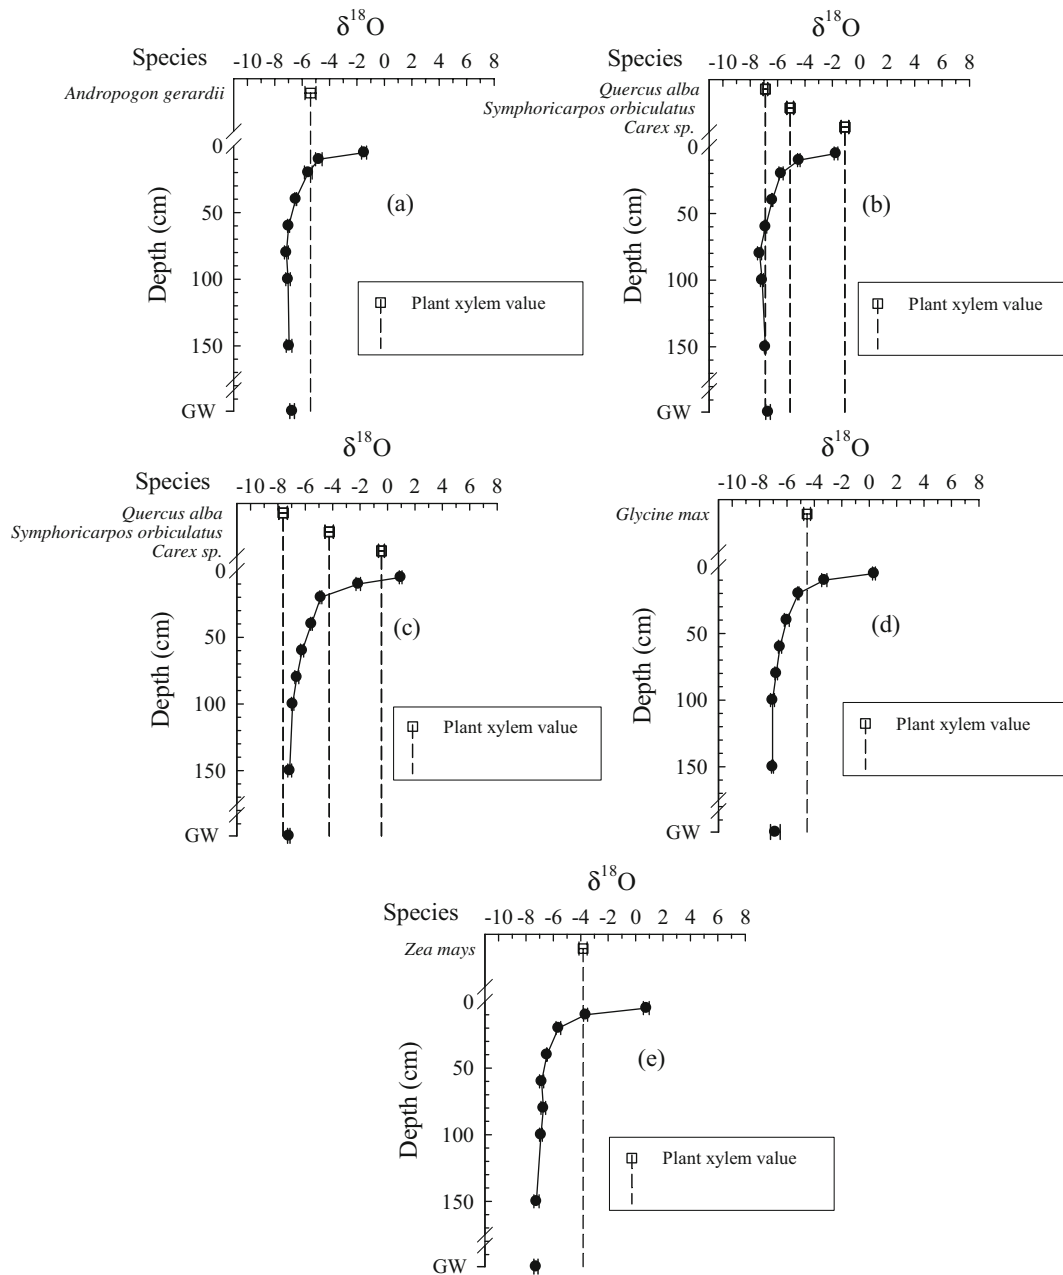 δ18O
Species
-10 -8 -6 -4 -2 0 2 4 6 8
Andropogon gerardii
0
50
100
150
GW
Depth (cm)
(a)
Plant xylem value
δ18O
Species
-10 -8 -6 -4 -2 0 2 4 6 8
Quercus alba
Symphoricarpos orbiculatus
Carex sp.
0
50
100
150
GW
Depth (cm)
(b)
Plant xylem value
δ18O
Species
-10 -8 -6 -4 -2 0 2 4 6 8
Quercus alba
Symphoricarpos orbiculatus
Carex sp.
0
50
100
150
GW
Depth (cm)
(c)
Plant xylem value
δ18O
-10 -8 -6 -4 -2 0 2 4 6 8
Glycine max
0
50
100
150
GW
Depth (cm)
(d)
Plant xylem value
δ18O
Species
-10 -8 -6 -4 -2 0 2 4 6 8
Zea mays
0
50
100
150
GW
Depth (cm)
(e)
Plant xylem value